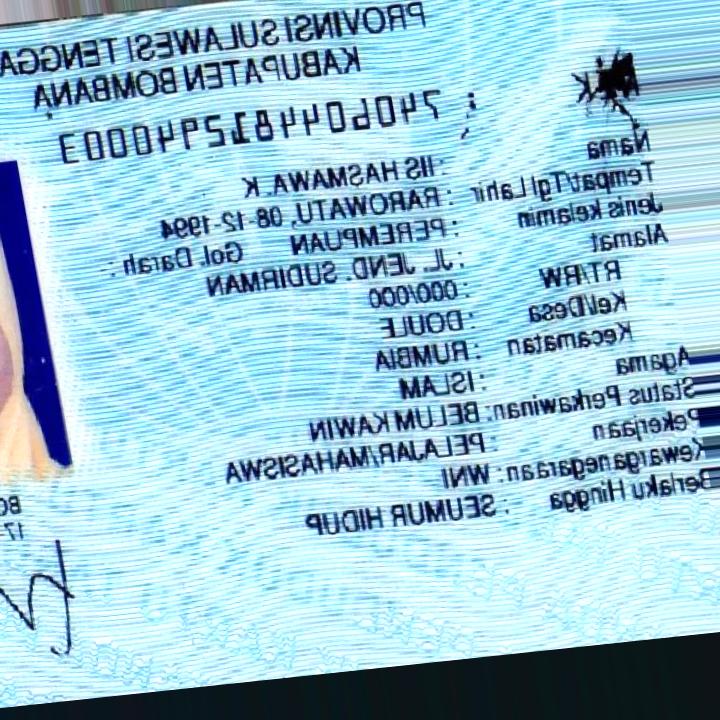 PROVINSI SULAWESI TENGGA
KABUPATEN BOMBANA
NIK : 7406044812940003
Nama : IIS HASMAWA. K
Tempat/Tgl Lahir : RAROWATU, 08-12-1994
Jenis kelamin : PEREMPUAN Gol. Darah : -
Alamat : JL. JEND. SUDIRMAN
RT/RW : 000/000
Kel/Desa : DOULE
Kecamatan : RUMBIA
Agama : ISLAM
Status Perkawinan: BELUM KAWIN
Pekerjaan : PELAJAR/MAHASISWA
Kewarganegaraan: WNI
Berlaku Hingga : SEUMUR HIDUP
BO
17-